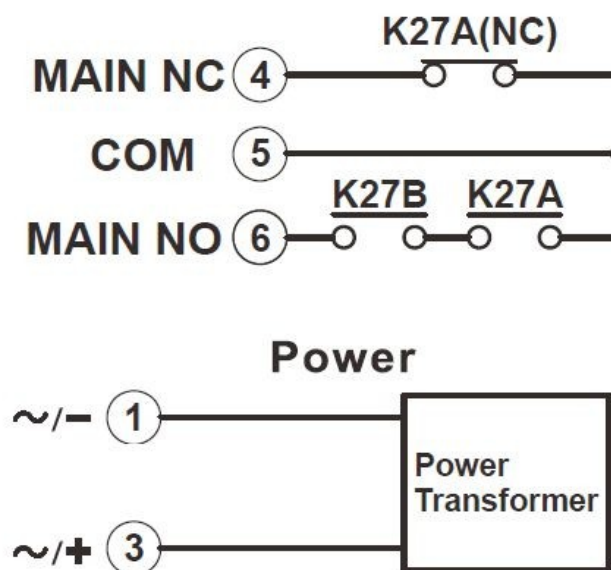 K27A(NC)
MAIN NC 4
COM 5
K27B K27A
MAIN NO 6
Power
~/- 1
Power
Transformer
~/+ 3